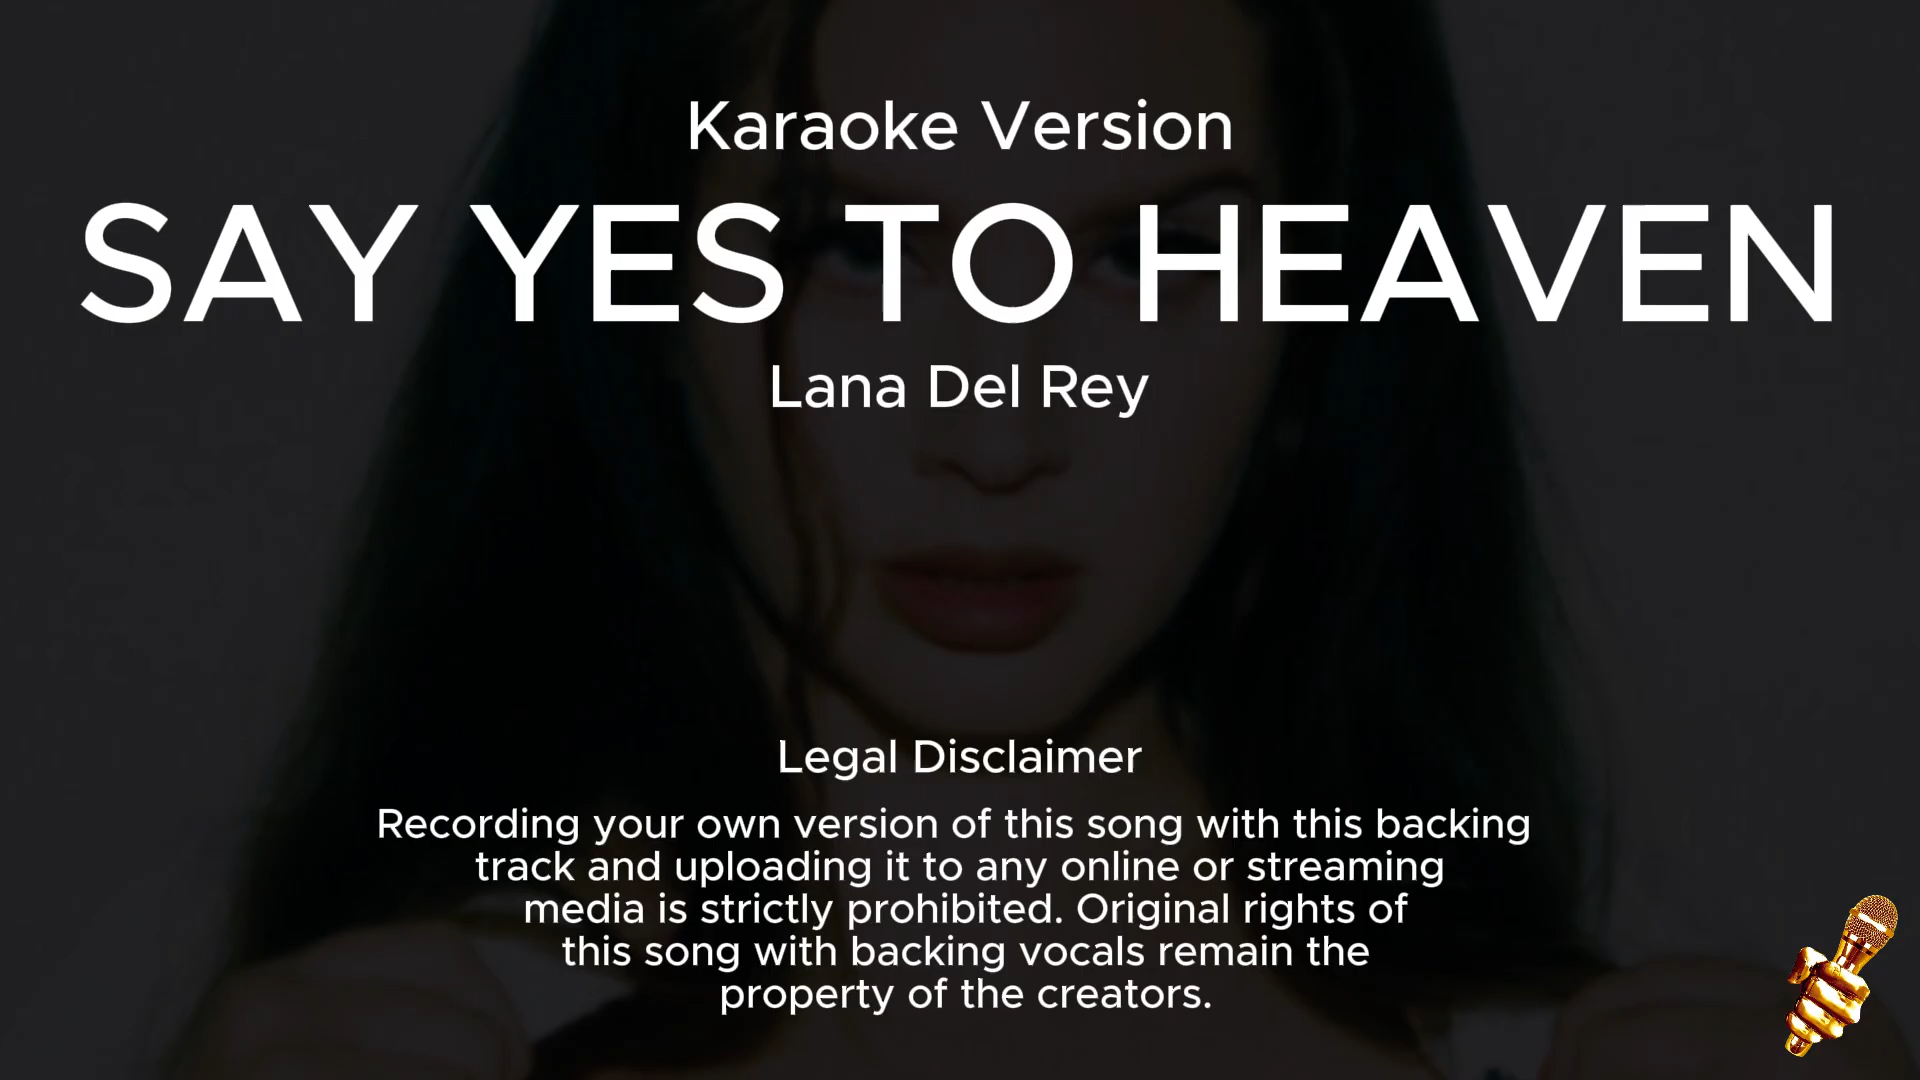 Karaoke Version
SAY YES TO HEAVEN
Lana Del Rey
Legal Disclaimer
Recording your own version of this song with this backing
track and uploading it to any online or streaming
media is strictly prohibited. Original rights of
this song with backing vocals remain the
property of the creators.